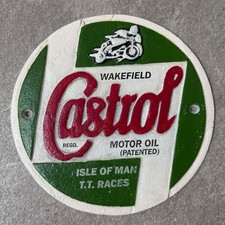 WAKEFIELD
Castrol
REGD. MOTOR OIL
(PATENTED)
ISLE OF MAN
T.T. RACES